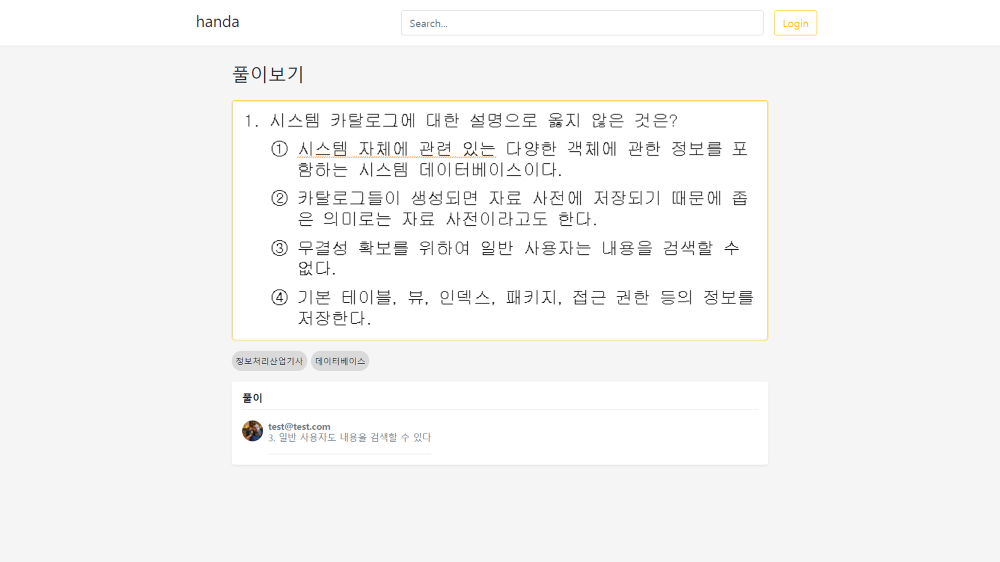 handa
Search...
Login
풀이보기
1. 시스템 카탈로그에 대한 설명으로 옳지 않은 것은?
① 시스템 자체에 관련 있는 다양한 객체에 관한 정보를 포
함하는 시스템 데이터베이스이다.
② 카탈로그들이 생성되면 자료 사전에 저장되기 때문에 좁
은 의미로는 자료 사전이라고도 한다.
③ 무결성 확보를 위하여 일반 사용자는 내용을 검색할 수
없다.
④ 기본 테이블, 뷰, 인덱스, 패키지, 접근 권한 등의 정보를
저장한다.
정보처리산업기사 데이터베이스
풀이
test@test.com
3. 일반 사용자도 내용을 검색할 수 있다